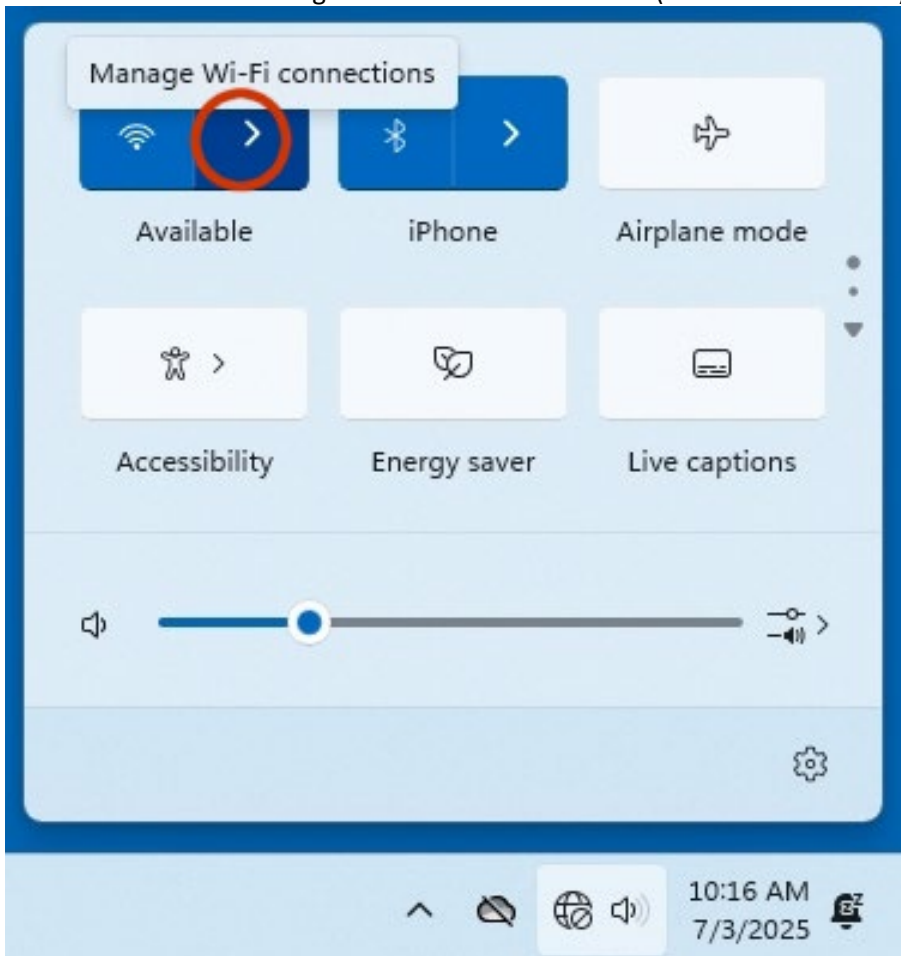 Manage Wi-Fi connections
Available
iPhone
Airplane mode
Accessibility
Energy saver
Live captions
10:16 AM
7/3/2025